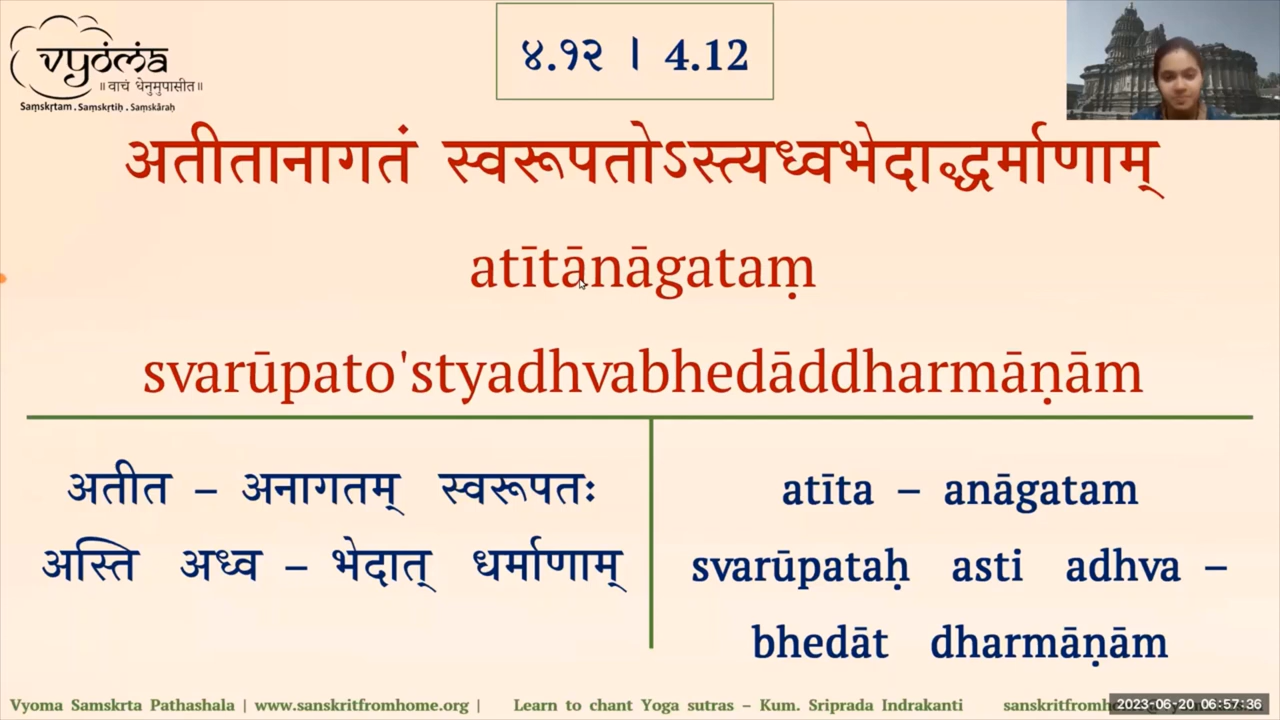 vyoma
॥ वाचं धेनुमुपासीत॥
Saṃskṛtam . Saṃskṛtiḥ . Saṃskāraḥ
४.१२ । 4.12
अतीतानागतं स्वरूपतोऽस्त्यध्वभेदाद्धर्माणाम्
atītānāgataṃ
svarūpato'styadhvabhedāddharmāṇām
अतीत – अनागतम् स्वरूपतः
अस्ति अध्व – भेदात् धर्माणाम्
atīta – anāgatam
svarūpataḥ asti adhva –
bhedāt dharmāṇām
Vyoma Samskrta Pathashala | www.sanskritfromhome.org | Learn to chant Yoga sutras – Kum. Sriprada Indrakanti
2023-06-20 06:57:36